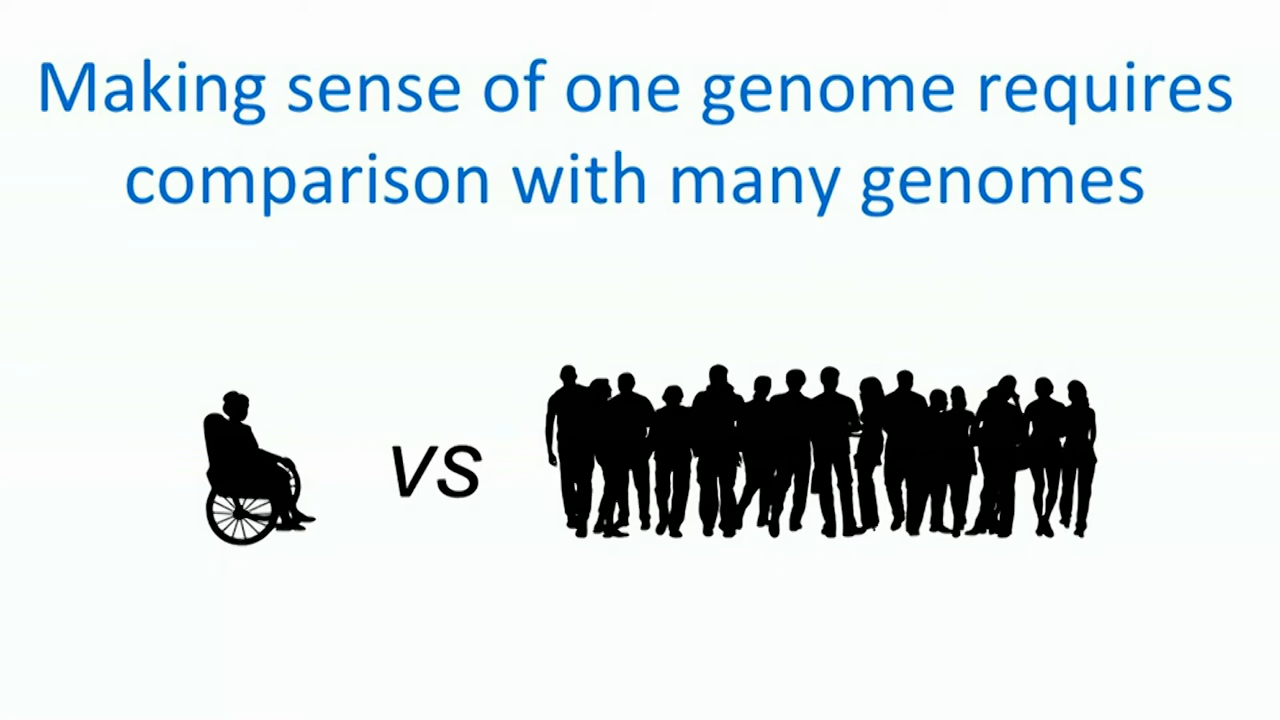 Making sense of one genome requires
comparison with many genomes
vs